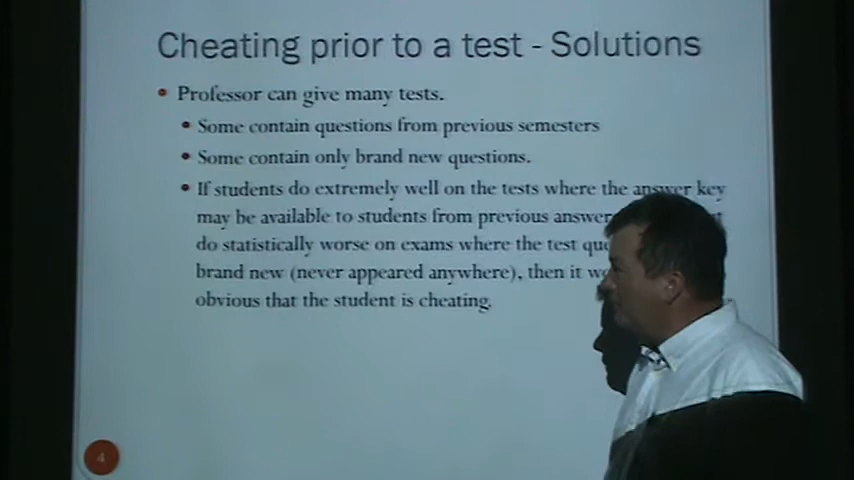 Cheating prior to a test - Solutions
Professor can give many tests.
Some contain questions from previous semesters
Some contain only brand new questions.
If students do extremely well on the tests where the answer key
may be available to students from previous
do statistically worse on exams where the test
brand new (never appeared anywhere), then it
obvious that the student is cheating.
4